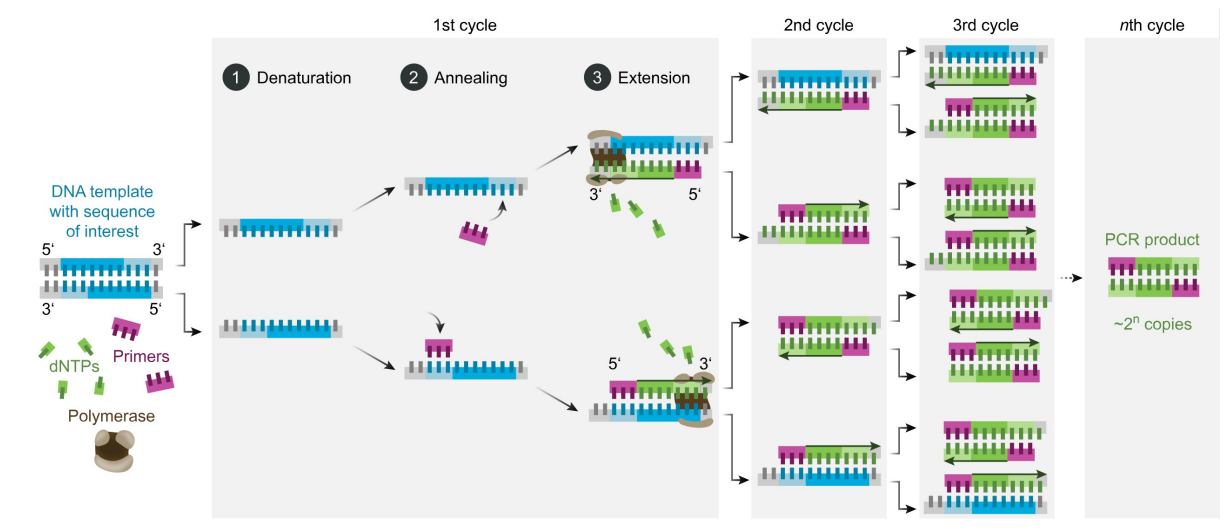 1st cycle
2nd cycle
3rd cycle
nth cycle
1 Denaturation
2 Annealing
3 Extension
DNA template
with sequence
of interest
5‘ 3‘
3‘ 5‘
Primers
dNTPs
Polymerase
3‘ 5‘
5‘ 3‘
PCR product
~2ⁿ copies